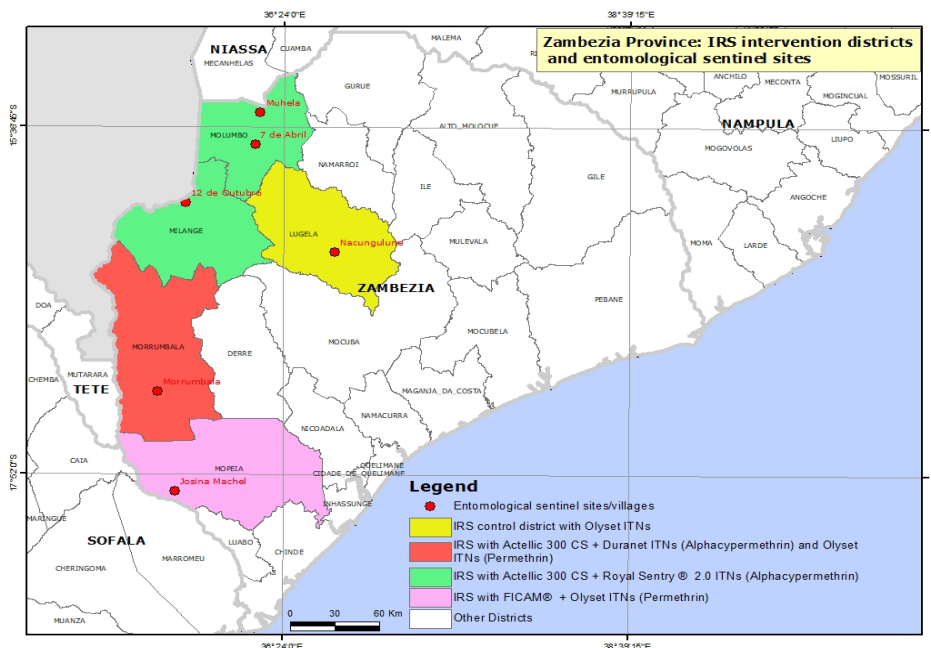 36°24'0"E
38°39'15"E
Zambezia Province: IRS intervention districts
and entomological sentinel sites
NIASSA
CUAMBA
MECANHELAS
MALEMA
GURUE
MURRUPULA
ANCHILO
MECONTA
MOSSURIL
MOGINCUAL
15°38'45"S
Muhela
MOLUMBO
7 de Abril
ALTO_MOLOCUE
NAMPULA
LIUPO
MOGOVOLAS
NAMARROI
ILE
GILE
ANGOCHE
12 de Outubro
MILANGE
LUGELA
Nacungulune
MULEVALA
MOMA
LARDE
ZAMBEZIA
PEBANE
DOA
MORRUMBALA
DERRE
MOCUBA
MOCUBELA
CHEMBA
MUTARARA
TETE
Morrumbala
MAGANJA_DA_COSTA
NAMACURRA
NICOADALA
CAIA
MOPEIA
QUELIMANE
CIDADE_DE_QUELIMANE
17°52'0"S
Josina Machel
INHASSUNGE
MARINGUE
SOFALA
LUABO
CHINDE
MARROMEU
CHERINGOMA
MUANZA
Legend
Entomological sentinel sites/villages
IRS control district with Olyset ITNs
IRS with Actellic 300 CS + Duranet ITNs (Alphacypermethrin) and Olyset
ITNs (Permethrin)
IRS with Actellic 300 CS + Royal Sentry ® 2.0 ITNs (Alphacypermethrin)
IRS with FICAM® + Olyset ITNs (Permethrin)
Other Districts
0 30 60 Km
36°24'0"E
38°39'15"E